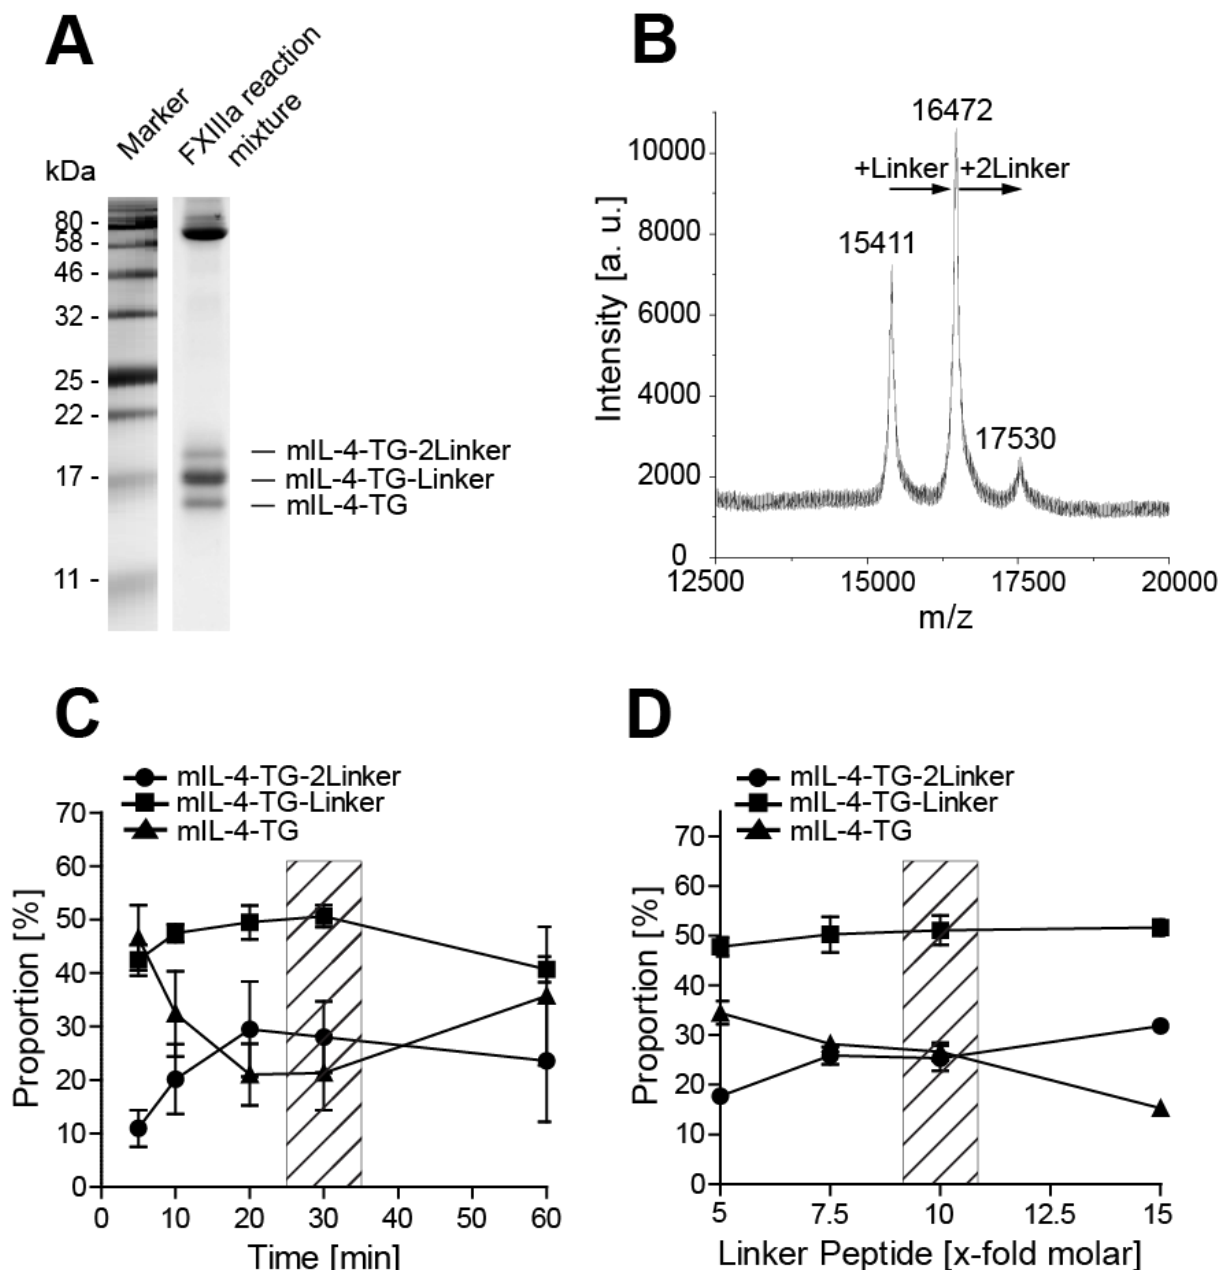 A
Marker
FXIIIa reaction
mixture
kDa
80 -
58 -
46 -
32 -
25 -
22 -
17 -
11 -
mIL-4-TG-2Linker
mIL-4-TG-Linker
mIL-4-TG
B
16472
+Linker
+2Linker
15411
17530
Intensity [a. u.]
10000
8000
6000
4000
2000
0
12500
15000
17500
20000
m/z
C
mIL-4-TG-2Linker
mIL-4-TG-Linker
mIL-4-TG
Proportion [%]
70
60
50
40
30
20
10
0
0 10 20 30 40 50 60
Time [min]
D
mIL-4-TG-2Linker
mIL-4-TG-Linker
mIL-4-TG
Proportion [%]
70
60
50
40
30
20
10
0
5 7.5 10 12.5 15
Linker Peptide [x-fold molar]